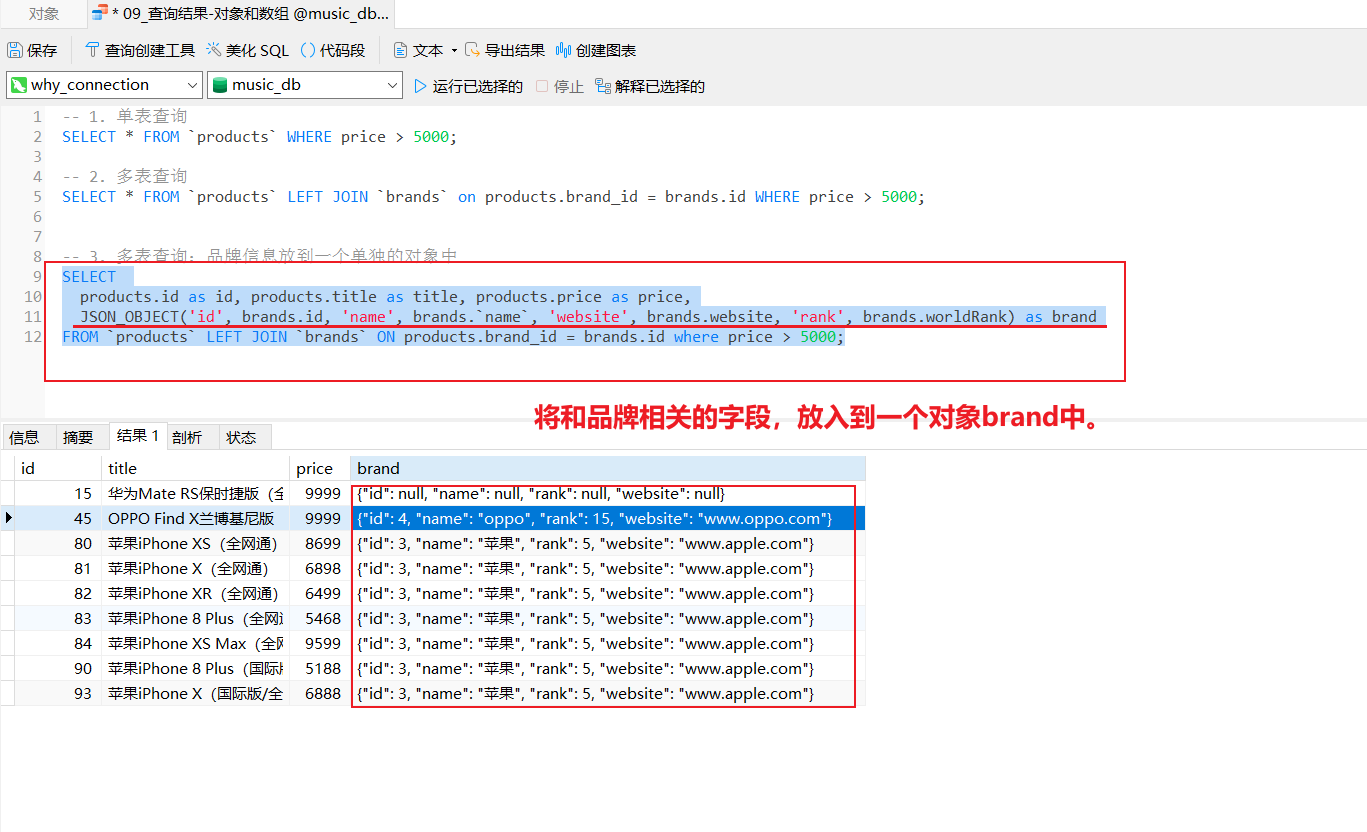 对象
* 09_查询结果-对象和数组 @music_db...
保存 查询创建工具 美化 SQL () 代码段 文本 导出结果 创建图表
why_connection music_db 运行已选择的 停止 解释已选择的
1 -- 1. 单表查询
2 SELECT * FROM `products` WHERE price > 5000;
3
4 -- 2. 多表查询
5 SELECT * FROM `products` LEFT JOIN `brands` on products.brand_id = brands.id WHERE price > 5000;
6
7
8 -- 3. 多表查询：品牌信息放到一个单独的对象中
9 SELECT
10 products.id as id, products.title as title, products.price as price,
11 JSON_OBJECT('id', brands.id, 'name', brands.`name`, 'website', brands.website, 'rank', brands.worldRank) as brand
12 FROM `products` LEFT JOIN `brands` ON products.brand_id = brands.id where price > 5000;
将和品牌相关的字段，放入到一个对象brand中。
信息 摘要 结果 1 剖析 状态
id title price brand
15 华为Mate RS保时捷版（全 9999 {"id": null, "name": null, "rank": null, "website": null}
45 OPPO Find X兰博基尼版 9999 {"id": 4, "name": "oppo", "rank": 15, "website": "www.oppo.com"}
80 苹果iPhone XS（全网通） 8699 {"id": 3, "name": "苹果", "rank": 5, "website": "www.apple.com"}
81 苹果iPhone X（全网通） 6898 {"id": 3, "name": "苹果", "rank": 5, "website": "www.apple.com"}
82 苹果iPhone XR（全网通） 6499 {"id": 3, "name": "苹果", "rank": 5, "website": "www.apple.com"}
83 苹果iPhone 8 Plus（全网通 5468 {"id": 3, "name": "苹果", "rank": 5, "website": "www.apple.com"}
84 苹果iPhone XS Max（全网 9599 {"id": 3, "name": "苹果", "rank": 5, "website": "www.apple.com"}
90 苹果iPhone 8 Plus（国际版 5188 {"id": 3, "name": "苹果", "rank": 5, "website": "www.apple.com"}
93 苹果iPhone X（国际版/全 6888 {"id": 3, "name": "苹果", "rank": 5, "website": "www.apple.com"}